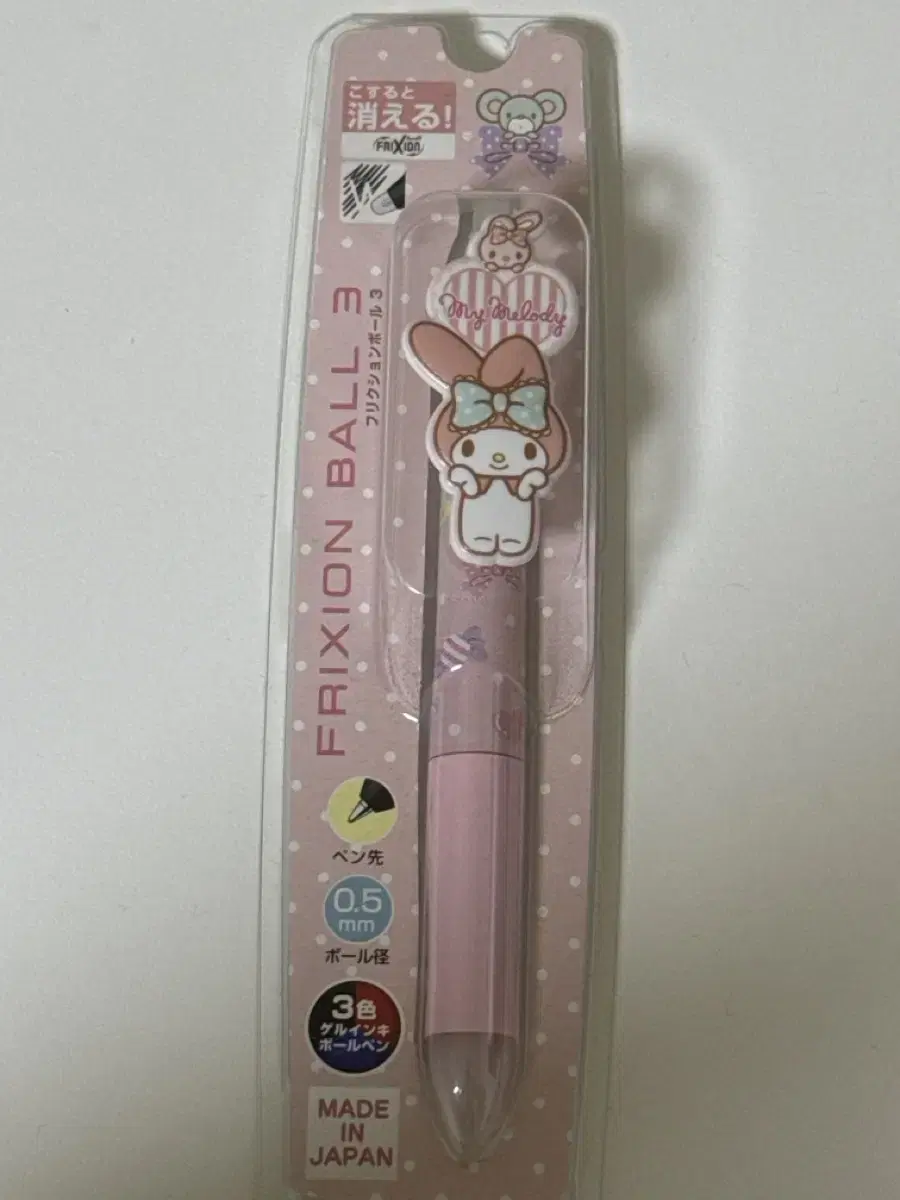 こすると
消える!
FRIXION
My Melody
FRIXION BALL 3
フリクションボール3
ペン先
0.5
mm
ボール径
3色
ゲルインキ
ボールペン
MADE
IN
JAPAN